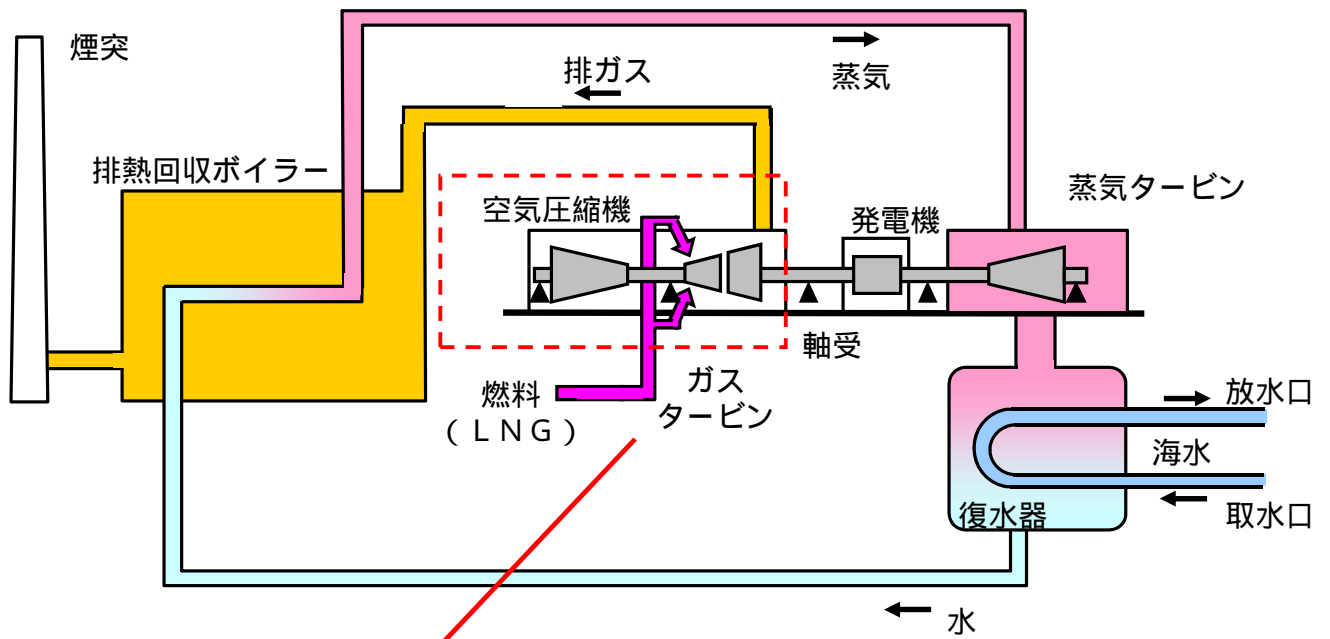 煙突
排ガス
蒸気
排熱回収ボイラー
蒸気タービン
空気圧縮機
発電機
軸受
燃料
（ＬＮＧ）
ガス
タービン
放水口
海水
復水器
取水口
水